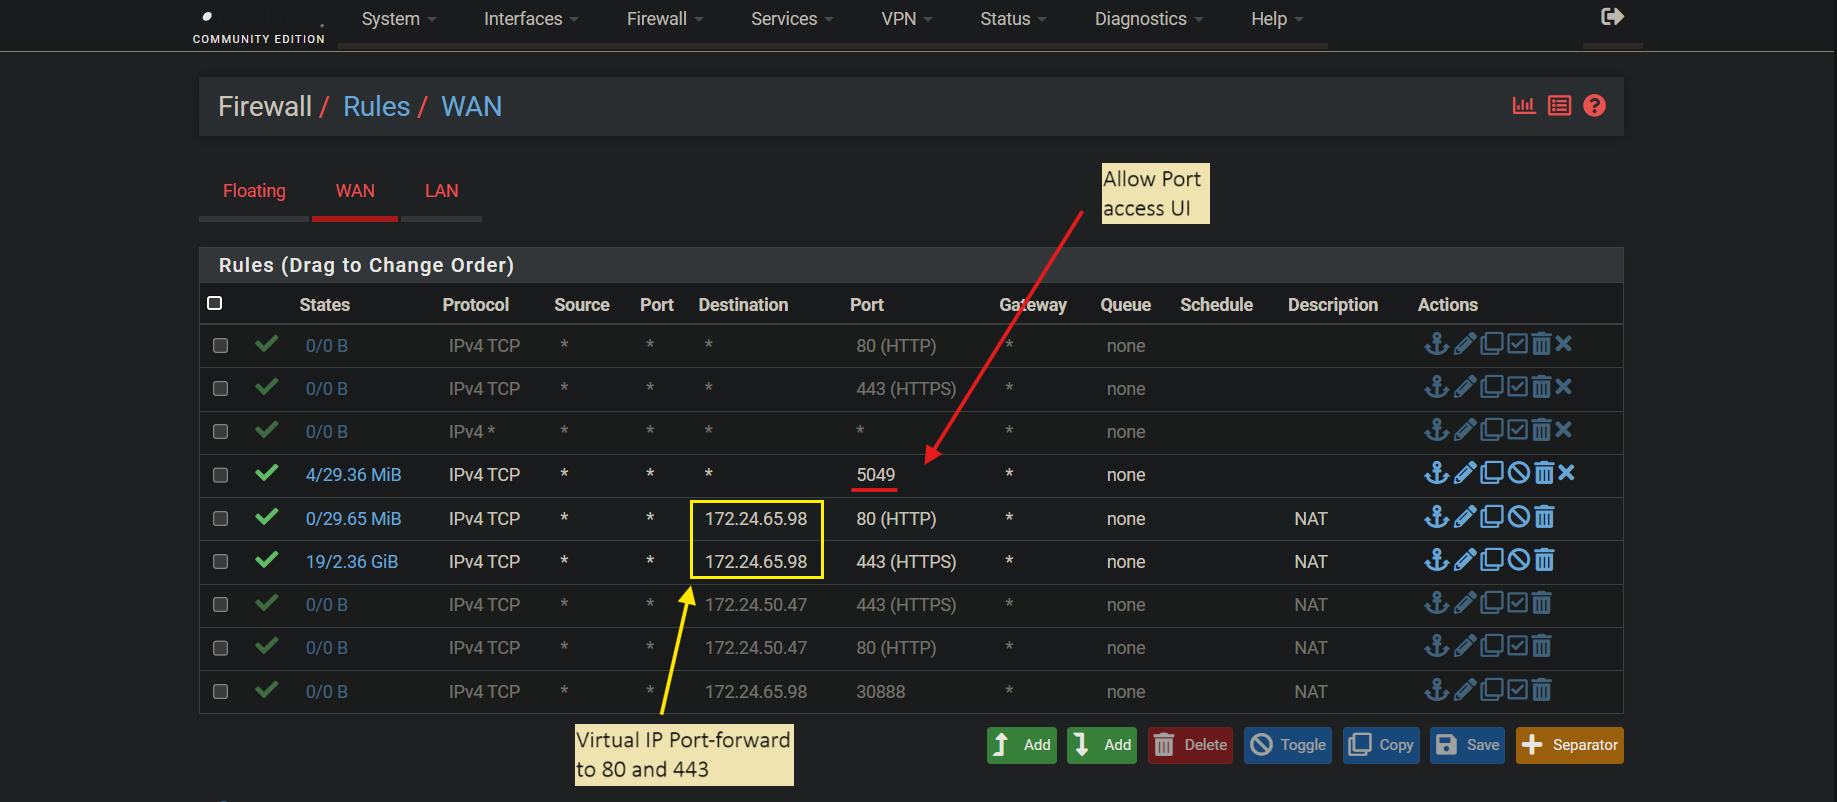 System Interfaces Firewall Services VPN Status Diagnostics Help
COMMUNITY EDITION
Firewall / Rules / WAN
Allow Port
access UI
Floating WAN LAN
Rules (Drag to Change Order)
States Protocol Source Port Destination Port Gateway Queue Schedule Description Actions
0/0 B IPv4 TCP * * * 80 (HTTP) * none
0/0 B IPv4 TCP * * * 443 (HTTPS) * none
0/0 B IPv4 * * * * * * none
4/29.36 MiB IPv4 TCP * * * 5049 * none
0/29.65 MiB IPv4 TCP * * 172.24.65.98 80 (HTTP) * none NAT
19/2.36 GiB IPv4 TCP * * 172.24.65.98 443 (HTTPS) * none NAT
0/0 B IPv4 TCP * * 172.24.50.47 443 (HTTPS) * none NAT
0/0 B IPv4 TCP * * 172.24.50.47 80 (HTTP) * none NAT
0/0 B IPv4 TCP * * 172.24.65.98 30888 * none NAT
Virtual IP Port-forward
to 80 and 443
Add Add Delete Toggle Copy Save Separator